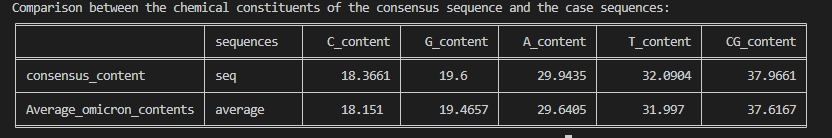 Comparison between the chemical constituents of the consensus sequence and the case sequences:
sequences C_content G_content A_content T_content CG_content
consensus_content seq 18.3661 19.6 29.9435 32.0904 37.9661
Average_omicron_contents average 18.151 19.4657 29.6405 31.997 37.6167